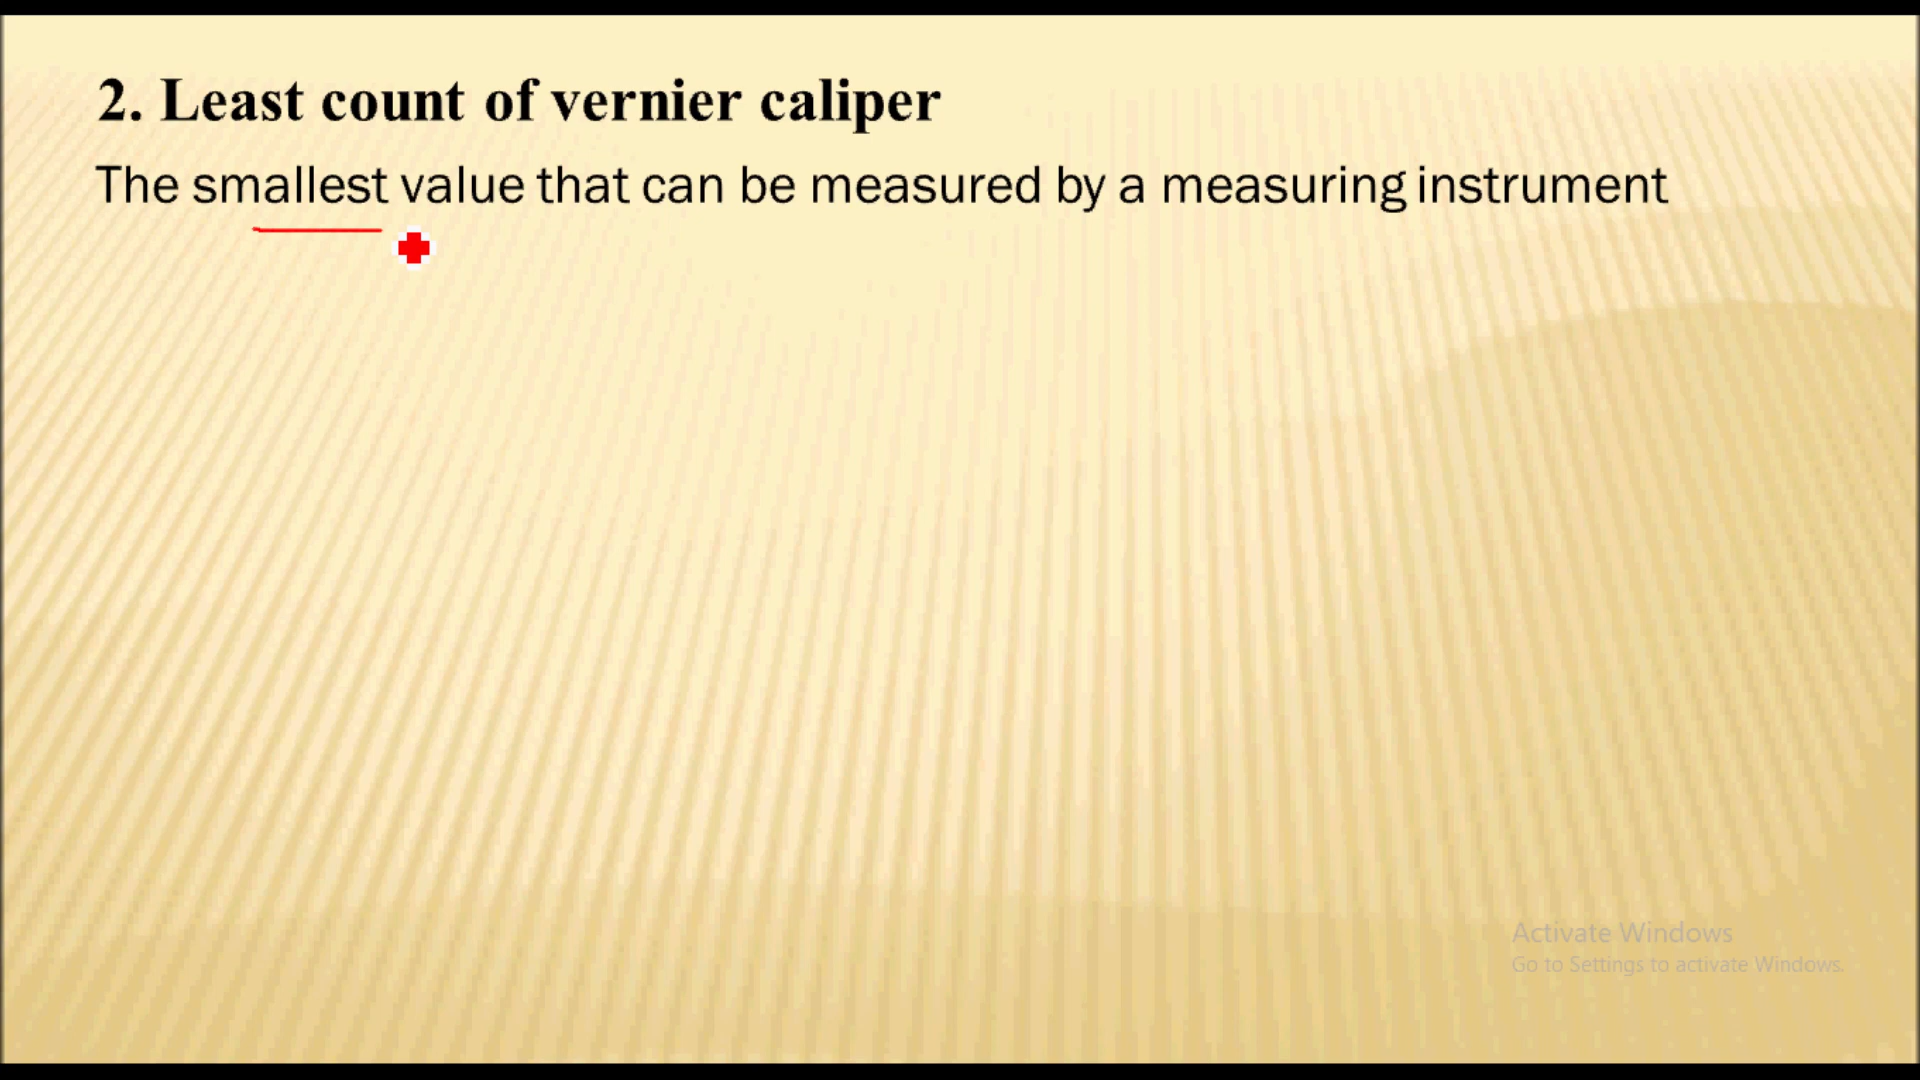 2. Least count of vernier caliper
The smallest value that can be measured by a measuring instrument
Activate Windows
Go to Settings to activate Windows.